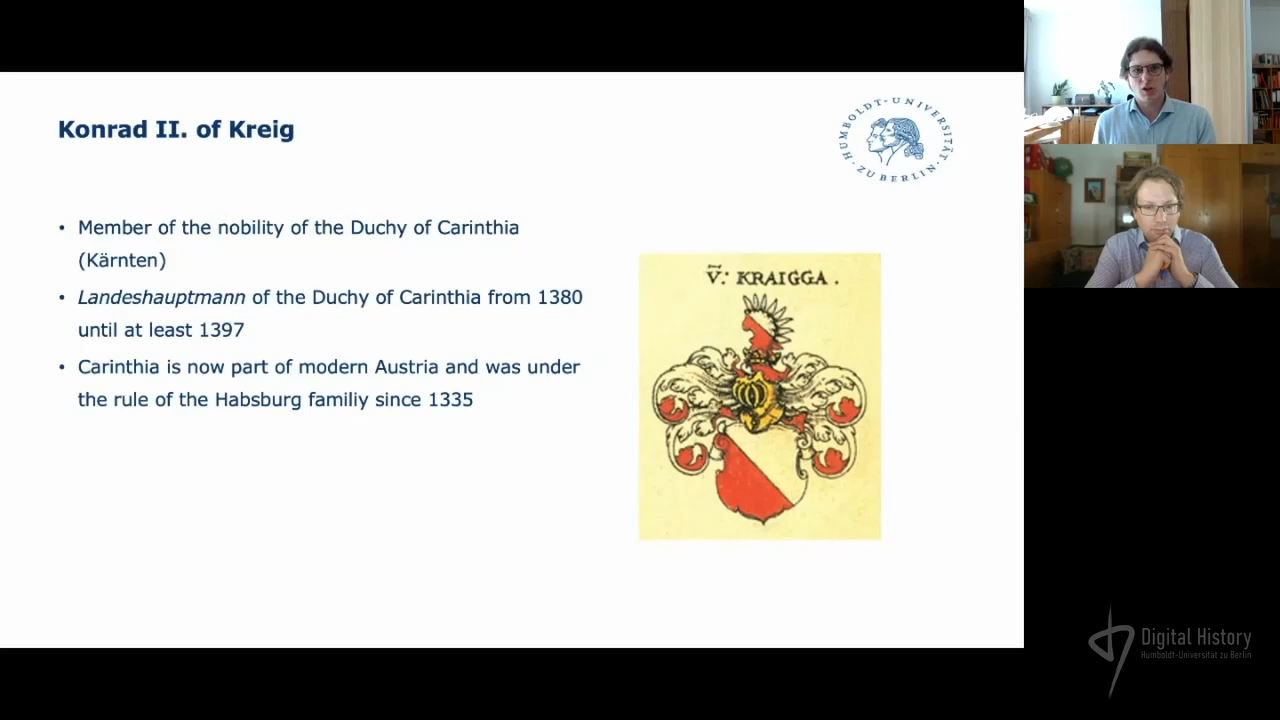 Konrad II. of Kreig
HUMBOLDT-UNIVERSITÄT
ZU BERLIN
• Member of the nobility of the Duchy of Carinthia
(Kärnten)
• Landeshauptmann of the Duchy of Carinthia from 1380
until at least 1397
• Carinthia is now part of modern Austria and was under
the rule of the Habsburg familiy since 1335
Ṽ: KRAIGGA .
Digital History
Humboldt-Universität zu Berlin